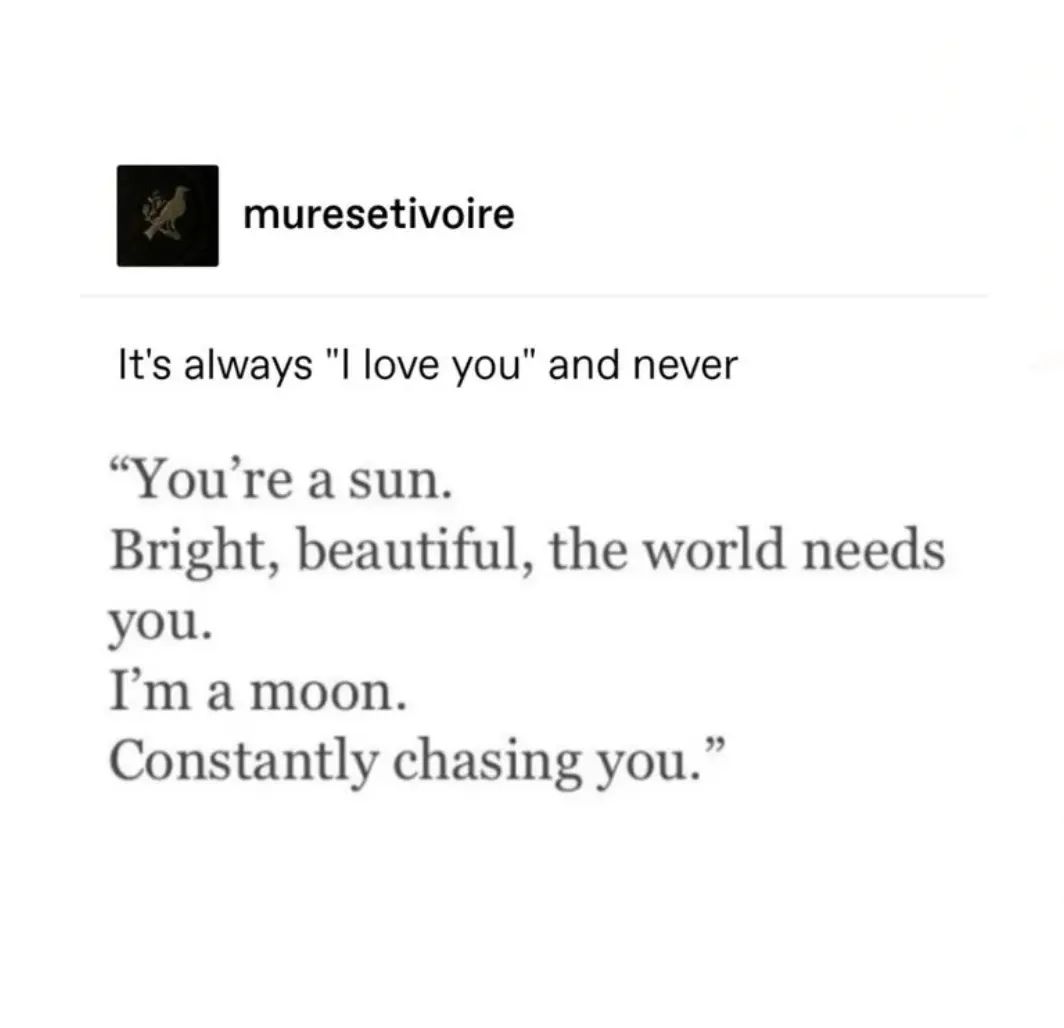 muresetivoire
It's always "I love you" and never
“You’re a sun.
Bright, beautiful, the world needs
you.
I’m a moon.
Constantly chasing you.”